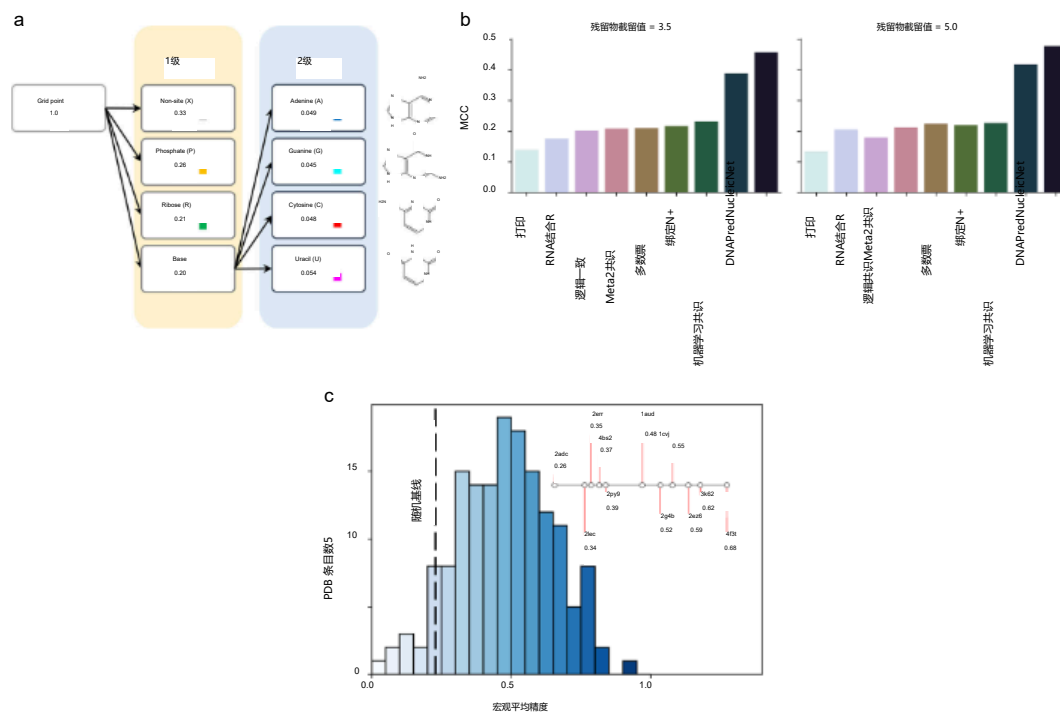 a
1级
2级
Grid point
1.0
Non-site (X)
0.33
Phosphate (P)
0.26
Ribose (R)
0.21
Base
0.20
Adenine (A)
0.049
Guanine (G)
0.045
Cytosine (C)
0.048
Uracil (U)
0.054
NH2
N
N
N
H
O
N
NH
N
H
N
NH2
H2N
N
O
NH
H
O
N
O
NH
b
残留物截留值 = 3.5
MCC
0.5
0.4
0.3
0.2
0.1
0.0
打印
RNA结合R
逻辑一致
Meta2共识
多数票
绑定N+
机器学习共识
DNAPredNucleicNet
残留物截留值 = 5.0
打印
RNA结合R
逻辑共识Meta2共识
多数票
绑定N+
机器学习共识
DNAPredNucleicNet
c
PDB 条目数5
15
10
0
随机基线
2adc
0.26
2err
0.35
4bs2
0.37
1aud
0.48 1cvj
0.55
2py9
0.39
2lec
0.34
2g4b
0.52
2ez6
0.59
3k62
0.62
4f3t
0.68
0.0
0.5
1.0
宏观平均精度